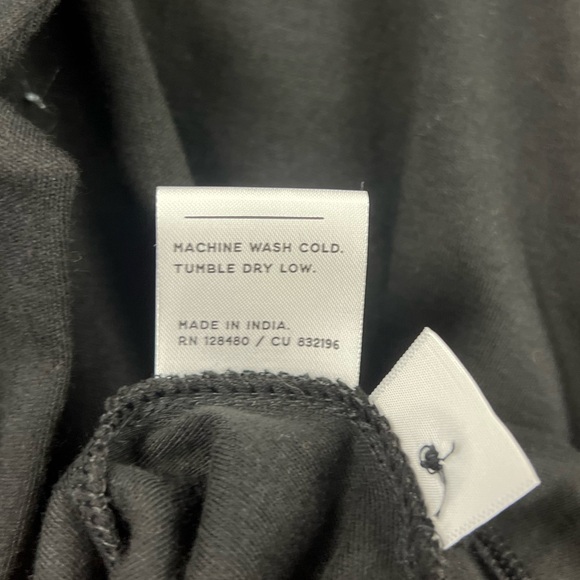 MACHINE WASH COLD.
TUMBLE DRY LOW.
MADE IN INDIA.
RN 128480 / CU 832196